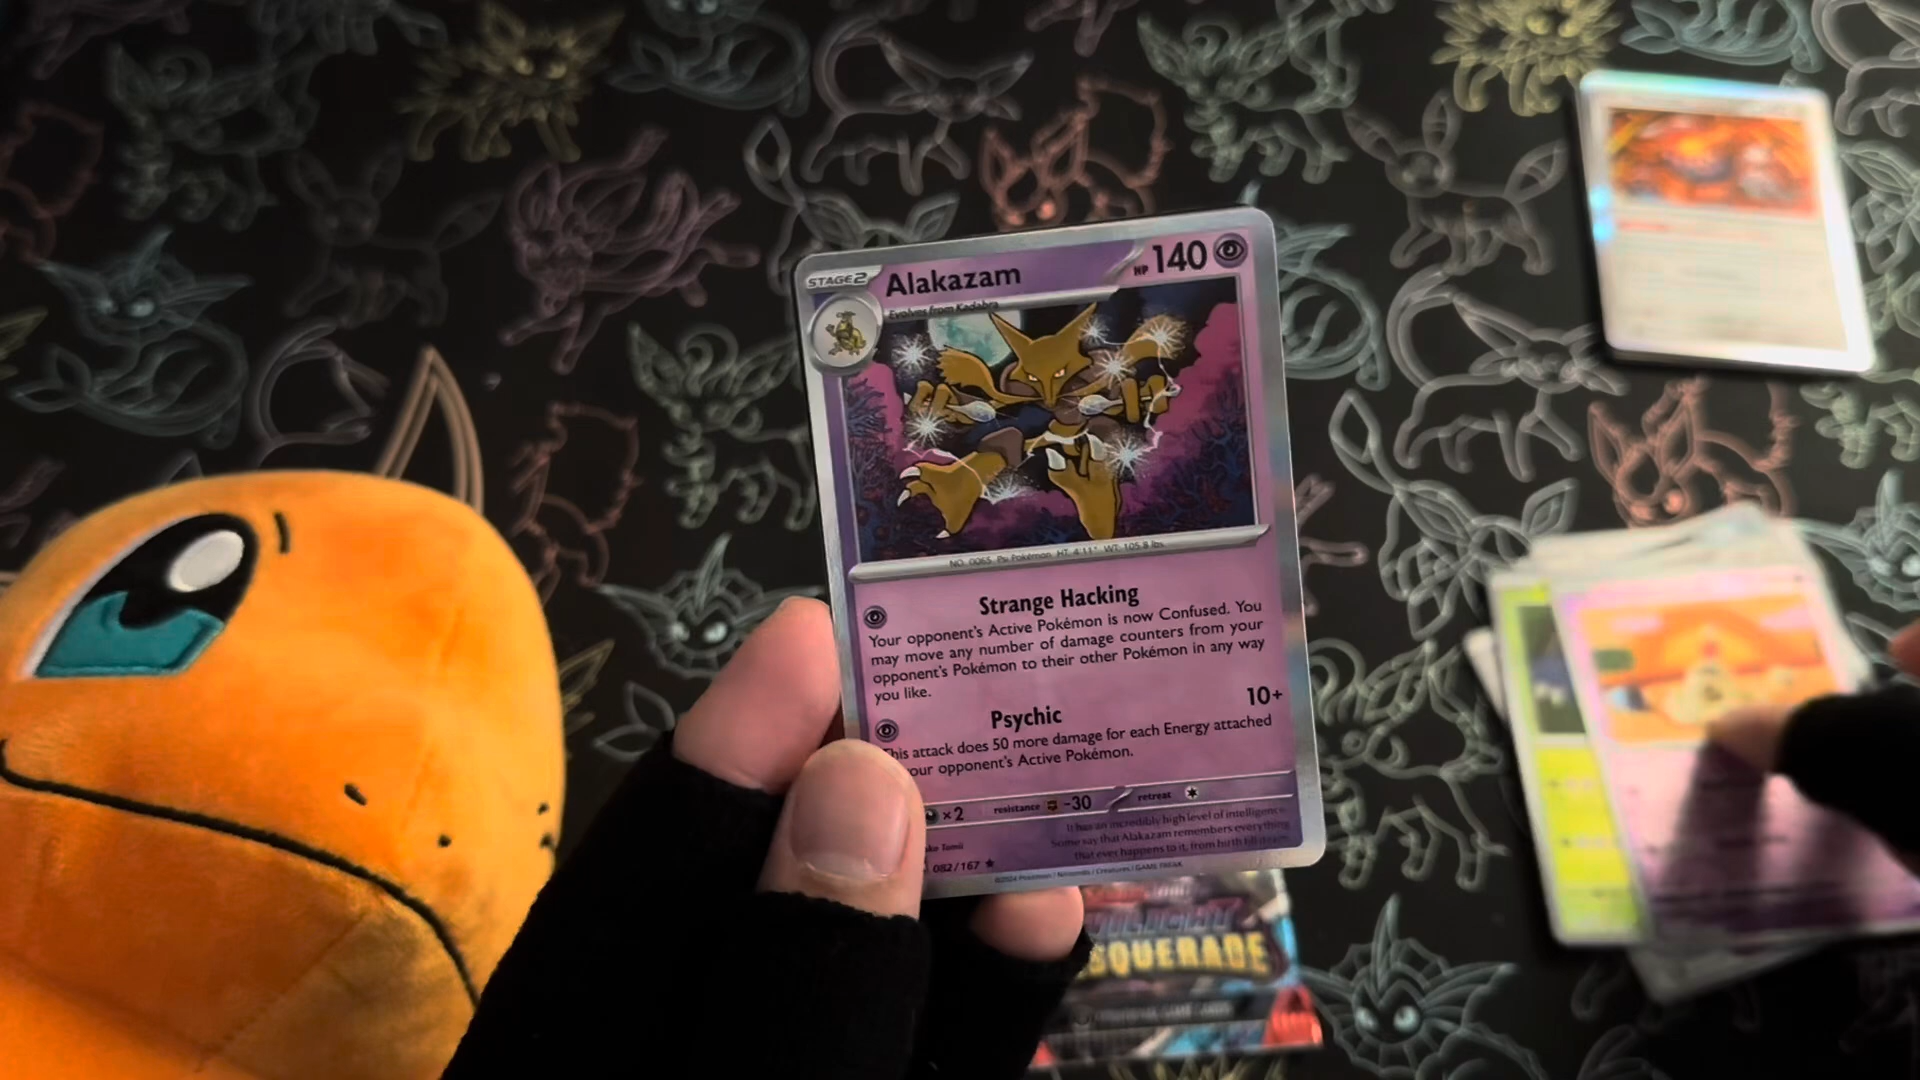 STAGE2
Alakazam
HP 140
Evolves from Kadabra
NO. 0065 Psi Pokémon HT: 4'11" WT: 105.8 lbs.
Strange Hacking
Your opponent's Active Pokémon is now Confused. You
may move any number of damage counters from your
opponent's Pokémon to their other Pokémon in any way
you like.
Psychic 10+
This attack does 50 more damage for each Energy attached
your opponent's Active Pokémon.
×2 resistance -30 retreat
It has an incredibly high level of intelligence.
Some say that Alakazam remembers everything
that ever happens to it, from birth till death.
Tomii
082/167 ★
©2024 Pokémon / Nintendo / Creatures / GAME FREAK
SQUERADE